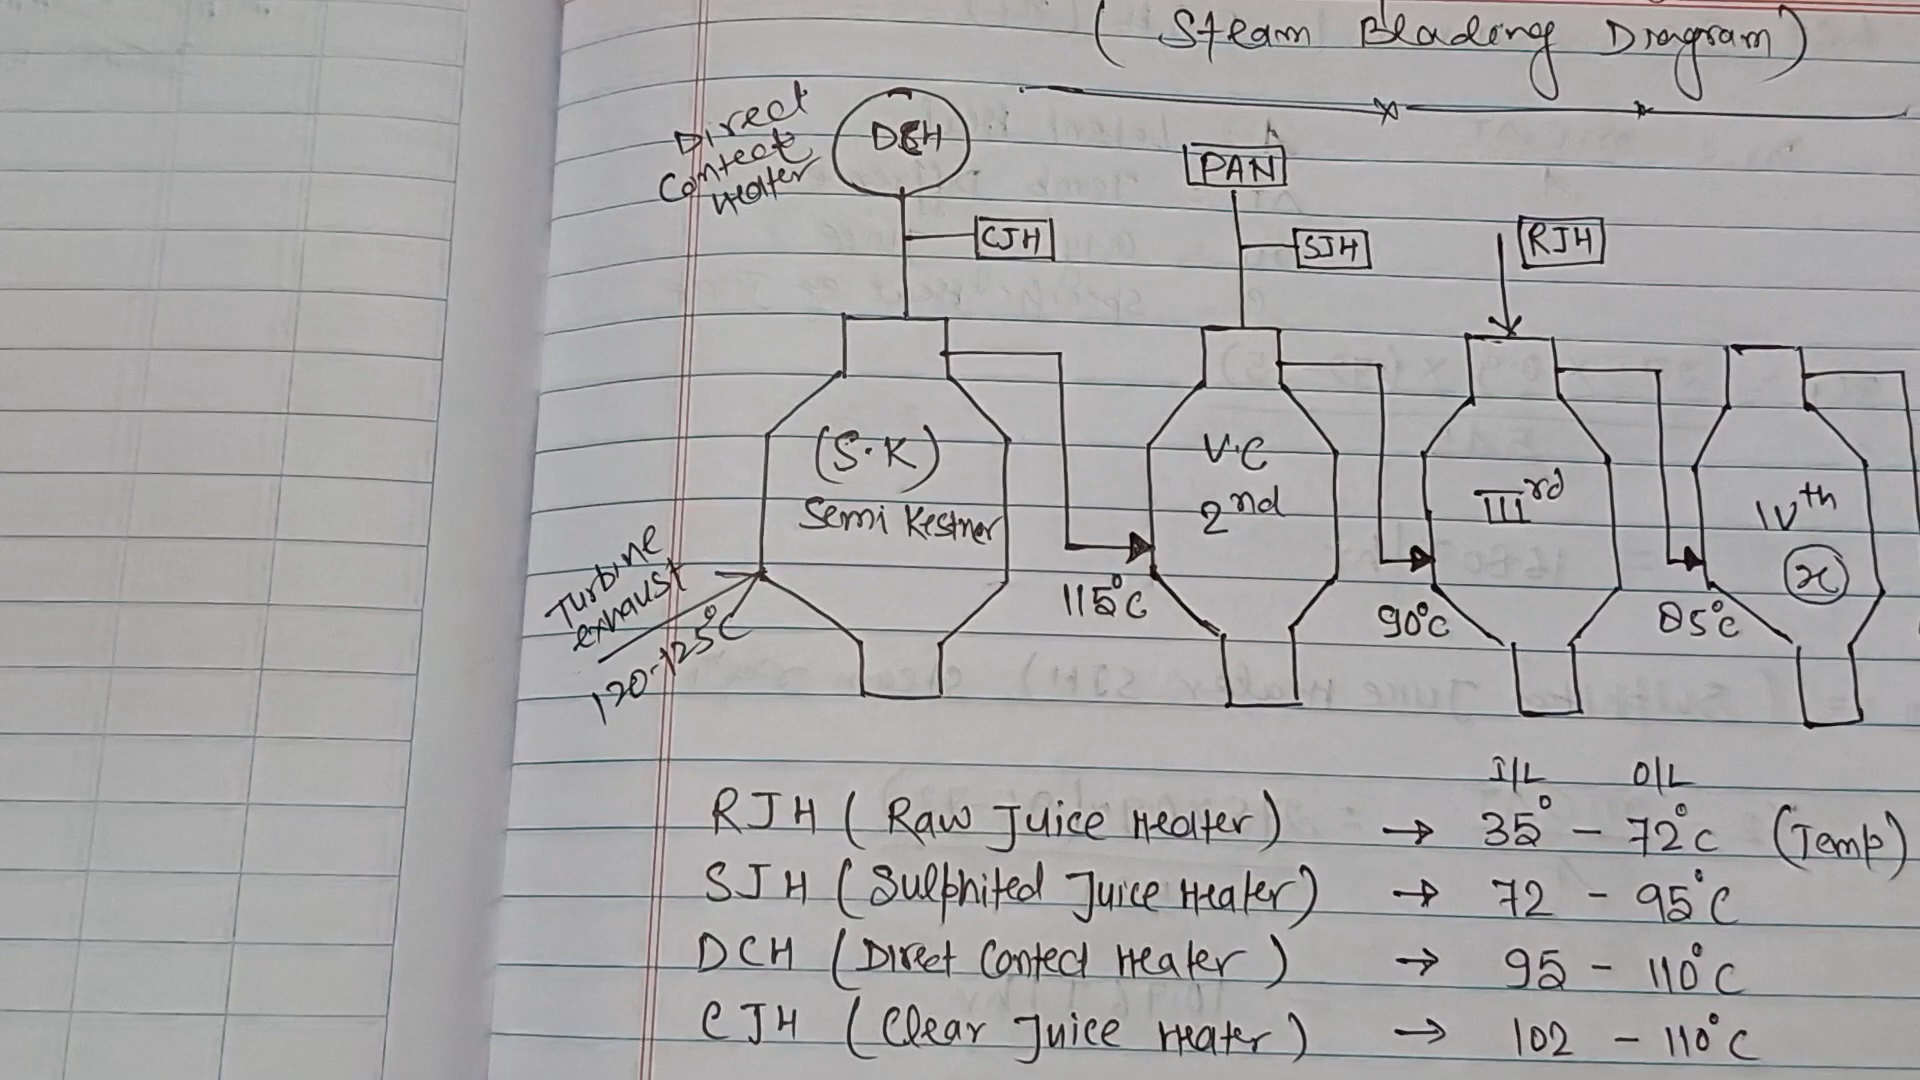 ( Steam Bleading Diagram )
Direct
Contect
Heater
DCH
PAN
CJH
SJH
RJH
(S.K)
Semi Kestner
V.C
2nd
IIIrd
IVth
x
Turbine
exhaust
120-125°C
115°C
90°C
85°C
I/L O/L
RJH ( Raw Juice Heater ) → 35° - 72°C (Temp)
SJH ( Sulphited Juice Heater ) → 72 - 95°C
DCH ( Direct Contect Heater ) → 95 - 110°C
CJH ( Clear Juice Heater ) → 102 - 110°C